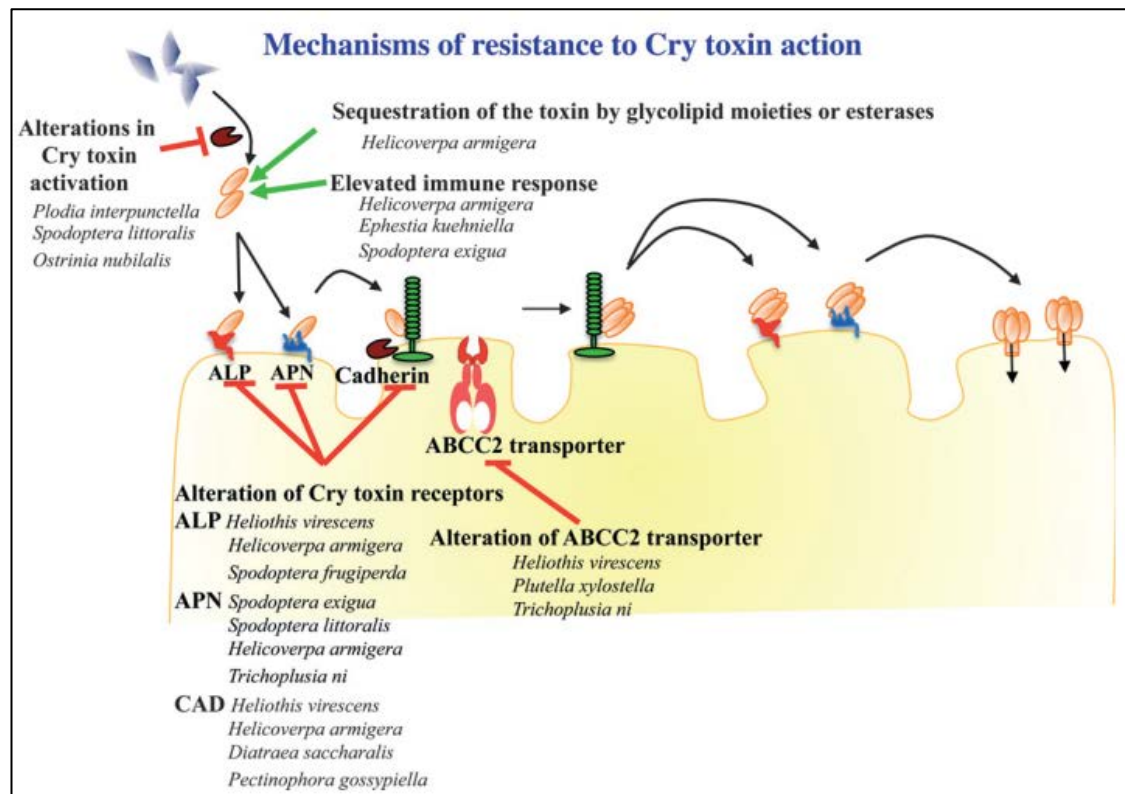 Mechanisms of resistance to Cry toxin action
Alterations in
Cry toxin
activation
Plodia interpunctella
Spodoptera littoralis
Ostrinia nubilalis
Sequestration of the toxin by glycolipid moieties or esterases
Helicoverpa armigera
Elevated immune response
Helicoverpa armigera
Ephestia kuehniella
Spodoptera exigua
ALP
APN
Cadherin
ABCC2 transporter
Alteration of Cry toxin receptors
ALP Heliothis virescens
Helicoverpa armigera
Spodoptera frugiperda
APN Spodoptera exigua
Spodoptera littoralis
Helicoverpa armigera
Trichoplusia ni
CAD Heliothis virescens
Helicoverpa armigera
Diatraea saccharalis
Pectinophora gossypiella
Alteration of ABCC2 transporter
Heliothis virescens
Plutella xylostella
Trichoplusia ni